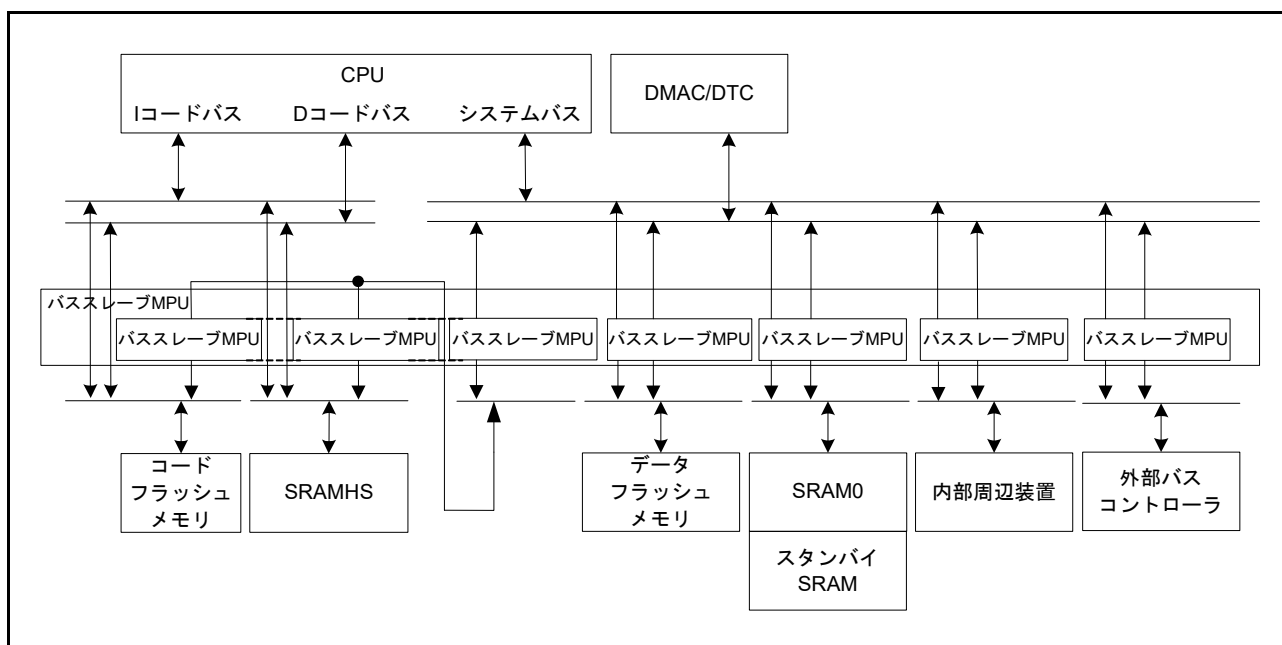 CPU
Iコードバス
Dコードバス
システムバス
DMAC/DTC
バススレーブMPU
バススレーブMPU
バススレーブMPU
バススレーブMPU
バススレーブMPU
バススレーブMPU
バススレーブMPU
バススレーブMPU
コード
フラッシュ
メモリ
SRAMHS
データ
フラッシュ
メモリ
SRAM0
スタンバイ
SRAM
内部周辺装置
外部バス
コントローラ